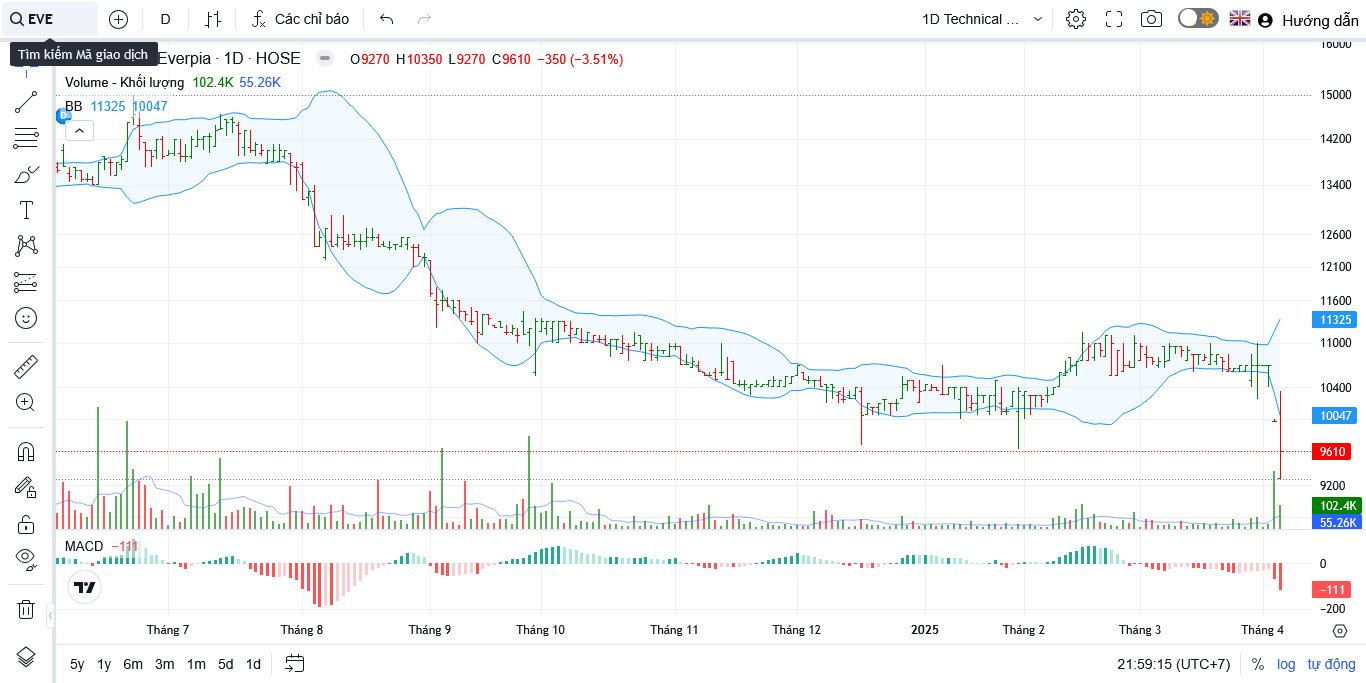 EVE
D
Các chỉ báo
1D Technical ...
Hướng dẫn
Tìm kiếm Mã giao dịch
Everpia · 1D · HOSE
O9270 H10350 L9270 C9610 −350 (−3.51%)
Volume - Khối lượng 102.4K 55.26K
BB 11325 10047
D
16000
15000
14200
13400
12600
12100
11600
11325
11000
10400
10047
9610
9200
102.4K
55.26K
MACD −111
0
−111
−200
Tháng 7
Tháng 8
Tháng 9
Tháng 10
Tháng 11
Tháng 12
2025
Tháng 2
Tháng 3
Tháng 4
5y 1y 6m 3m 1m 5d 1d
21:59:15 (UTC+7)
% log tự động